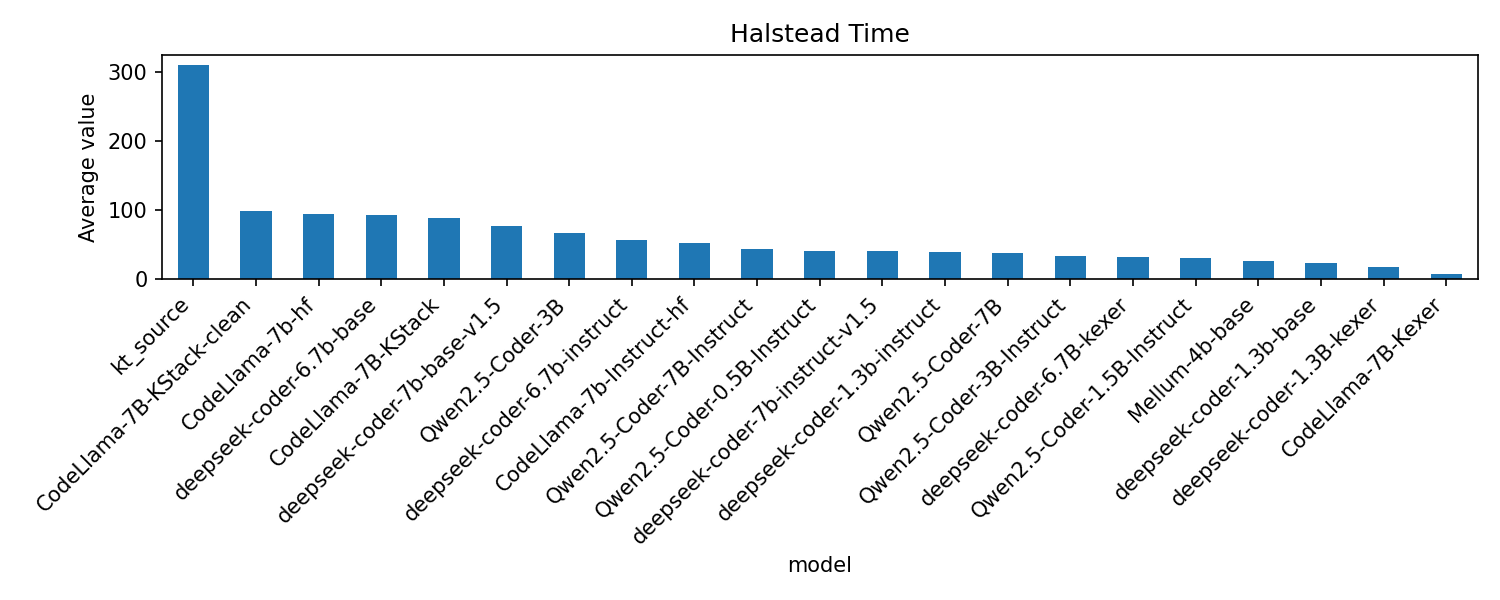 Halstead Time
Average value
300
200
100
0
kt_source
CodeLlama-7B-KStack-clean
CodeLlama-7b-hf
deepseek-coder-6.7b-base
CodeLlama-7B-KStack
deepseek-coder-7b-base-v1.5
Qwen2.5-Coder-3B
deepseek-coder-6.7b-instruct
CodeLlama-7b-Instruct-hf
Qwen2.5-Coder-7B-Instruct
Qwen2.5-Coder-0.5B-Instruct
deepseek-coder-7b-instruct-v1.5
deepseek-coder-1.3b-instruct
Qwen2.5-Coder-7B
Qwen2.5-Coder-3B-Instruct
deepseek-coder-6.7B-kexer
Qwen2.5-Coder-1.5B-Instruct
Mellum-4b-base
deepseek-coder-1.3b-base
deepseek-coder-1.3B-kexer
CodeLlama-7B-Kexer
model